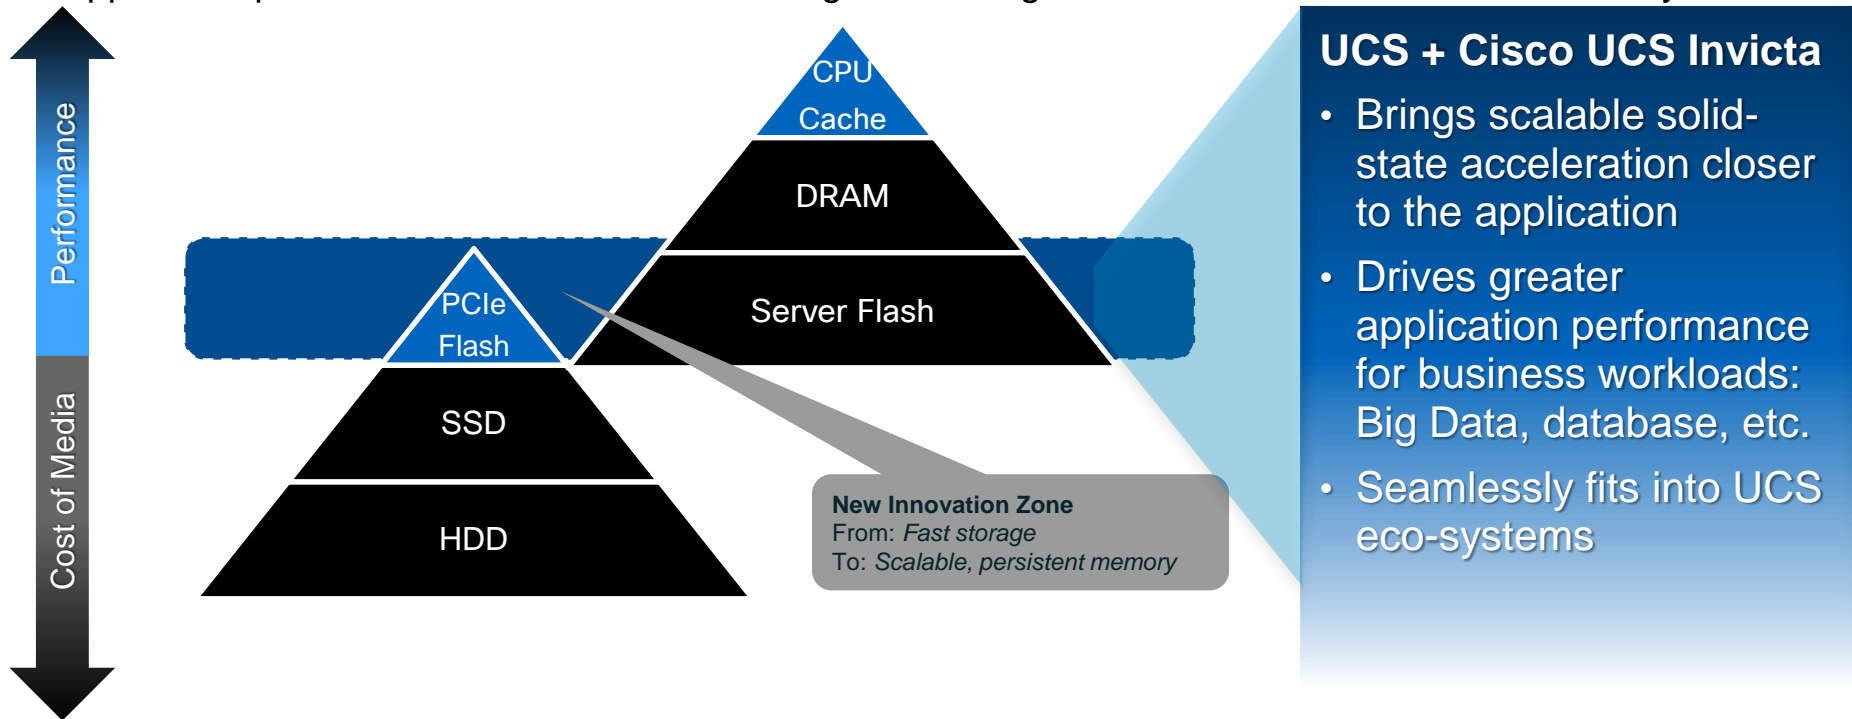 CPU
Cache
DRAM
Server Flash
PCIe
Flash
SSD
HDD
Performance
Cost of Media
New Innovation Zone
From: Fast storage
To: Scalable, persistent memory
UCS + Cisco UCS Invicta
• Brings scalable solid-
state acceleration closer
to the application
• Drives greater
application performance
for business workloads:
Big Data, database, etc.
• Seamlessly fits into UCS
eco-systems